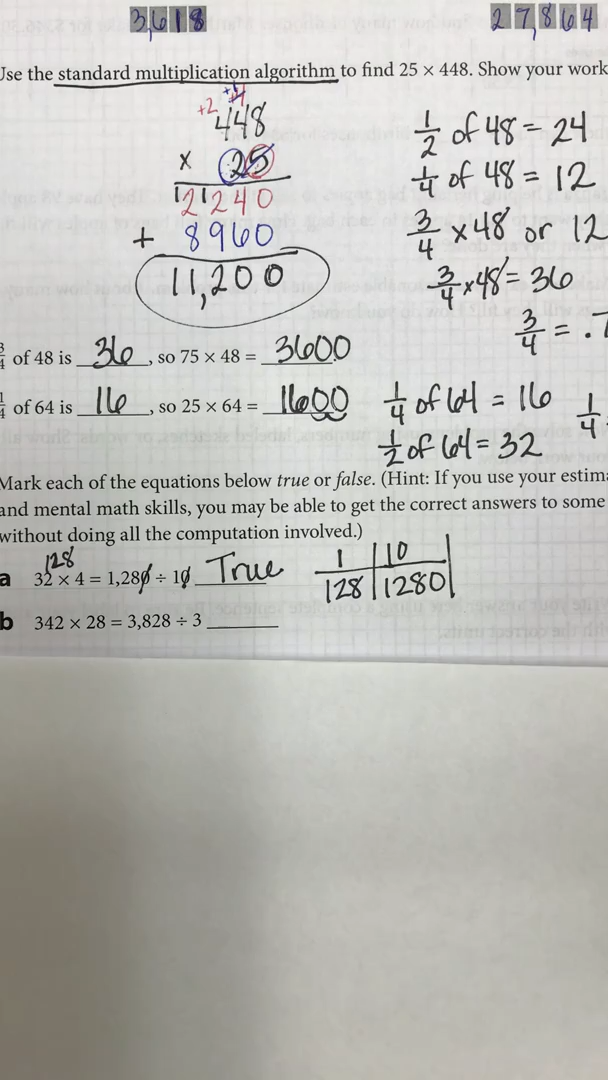 3,618 27,864
Use the standard multiplication algorithm to find 25 × 448. Show your work
+2 +4
448
× 25
2240
+ 8960
11,200
1/2 of 48 = 24
1/4 of 48 = 12
3/4 × 48 or 12
3/4 × 48 = 36
3/4 = .7
3/4 of 48 is 36, so 75 × 48 = 3600
1/4 of 64 is 16, so 25 × 64 = 1600
1/4 of 64 = 16 1/4
1/2 of 64 = 32
Mark each of the equations below true or false. (Hint: If you use your estima
and mental math skills, you may be able to get the correct answers to some
without doing all the computation involved.)
128
a 32 × 4 = 1,280 ÷ 10 True
1 10
128 1280
b 342 × 28 = 3,828 ÷ 3